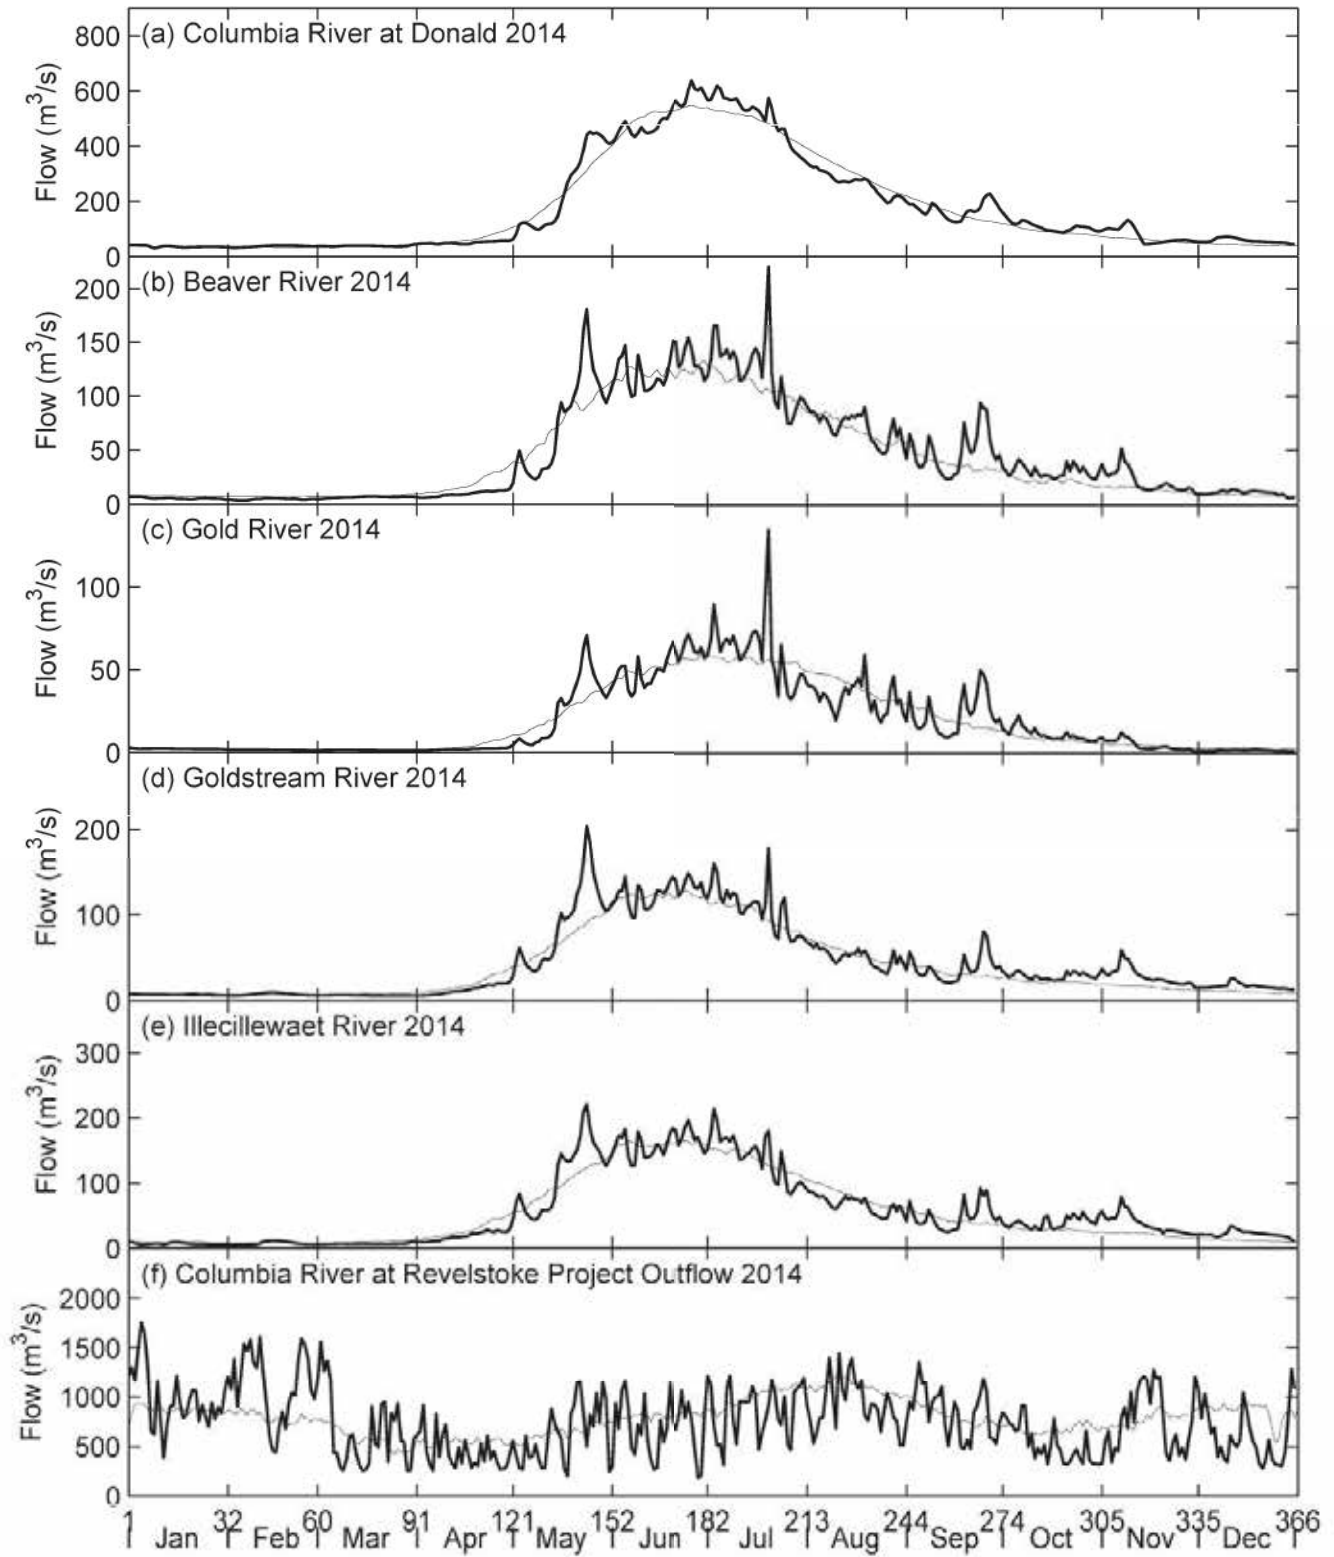 (a) Columbia River at Donald 2014
Flow (m3/s)
800
600
400
200
0
(b) Beaver River 2014
Flow (m3/s)
200
150
100
50
0
(c) Gold River 2014
Flow (m3/s)
100
50
0
(d) Goldstream River 2014
Flow (m3/s)
200
100
0
(e) Illecillewaet River 2014
Flow (m3/s)
300
200
100
0
(f) Columbia River at Revelstoke Project Outflow 2014
Flow (m3/s)
2000
1500
1000
500
0
1 32 60 91 121 152 182 213 244 274 305 335 366
Jan Feb Mar Apr May Jun Jul Aug Sep Oct Nov Dec